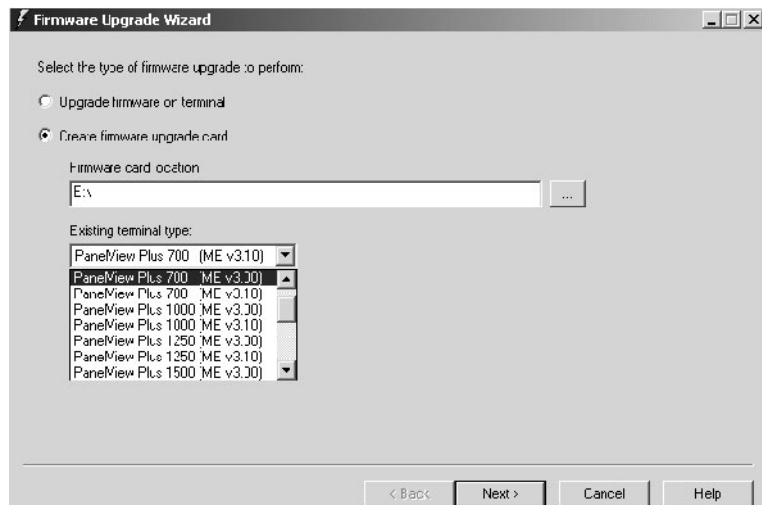 Firmware Upgrade Wizard
Select the type of firmware upgrade to perform:
Upgrade firmware on terminal
Create firmware upgrade card
Firmware card location
E:\
...
Existing terminal type:
PanelView Plus 700 (ME v3.10)
PanelView Plus 700 (ME v3.00)
PanelView Plus 700 (ME v3.10)
PanelView Plus 1000 (ME v3.00)
PanelView Plus 1000 (ME v3.10)
PanelView Plus 1250 (ME v3.00)
PanelView Plus 1250 (ME v3.10)
PanelView Plus 1500 (ME v3.00)
< Back Next > Cancel Help